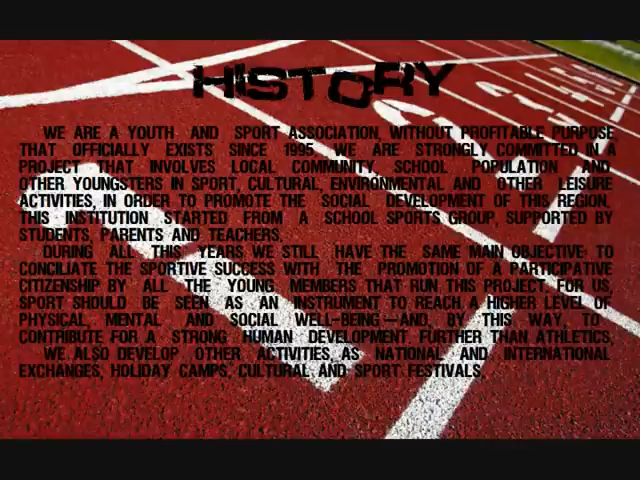 HISTORY
WE ARE A YOUTH AND SPORT ASSOCIATION, WITHOUT PROFITABLE PURPOSE,
THAT OFFICIALLY EXISTS SINCE 1995. WE ARE STRONGLY COMMITTED IN A
PROJECT THAT INVOLVES LOCAL COMMUNITY, SCHOOL POPULATION AND
OTHER YOUNGSTERS IN SPORT, CULTURAL, ENVIRONMENTAL AND OTHER LEISURE
ACTIVITIES, IN ORDER TO PROMOTE THE SOCIAL DEVELOPMENT OF THIS REGION.
THIS INSTITUTION STARTED FROM A SCHOOL SPORTS GROUP, SUPPORTED BY
STUDENTS, PARENTS AND TEACHERS.
DURING ALL THIS YEARS WE STILL HAVE THE SAME MAIN OBJECTIVE: TO
CONCILIATE THE SPORTIVE SUCCESS WITH THE PROMOTION OF A PARTICIPATIVE
CITIZENSHIP BY ALL THE YOUNG MEMBERS THAT RUN THIS PROJECT. FOR US,
SPORT SHOULD BE SEEN AS AN INSTRUMENT TO REACH A HIGHER LEVEL OF
PHYSICAL, MENTAL AND SOCIAL WELL-BEING – AND, BY THIS WAY, TO
CONTRIBUTE FOR A STRONG HUMAN DEVELOPMENT, FURTHER THAN ATHLETICS,
WE ALSO DEVELOP OTHER ACTIVITIES, AS NATIONAL AND INTERNATIONAL
EXCHANGES, HOLIDAY CAMPS, CULTURAL AND SPORT FESTIVALS,